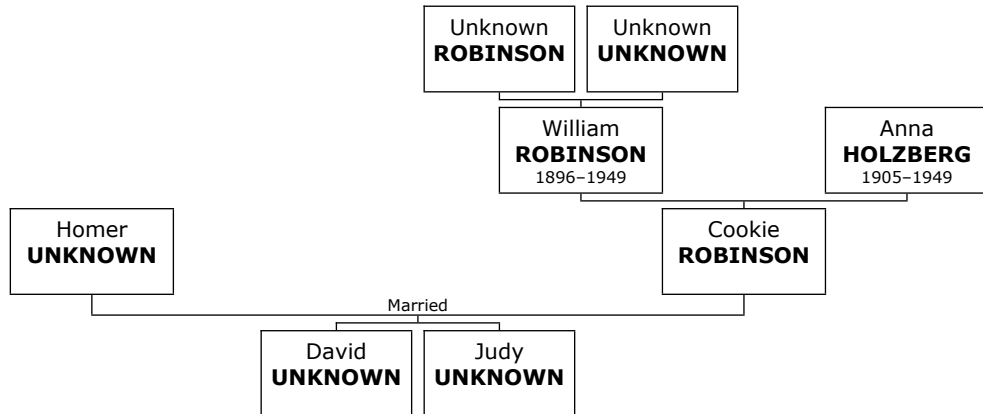 Unknown
ROBINSON
Unknown
UNKNOWN
William
ROBINSON
1896–1949
Anna
HOLZBERG
1905–1949
Homer
UNKNOWN
Cookie
ROBINSON
Married
David
UNKNOWN
Judy
UNKNOWN